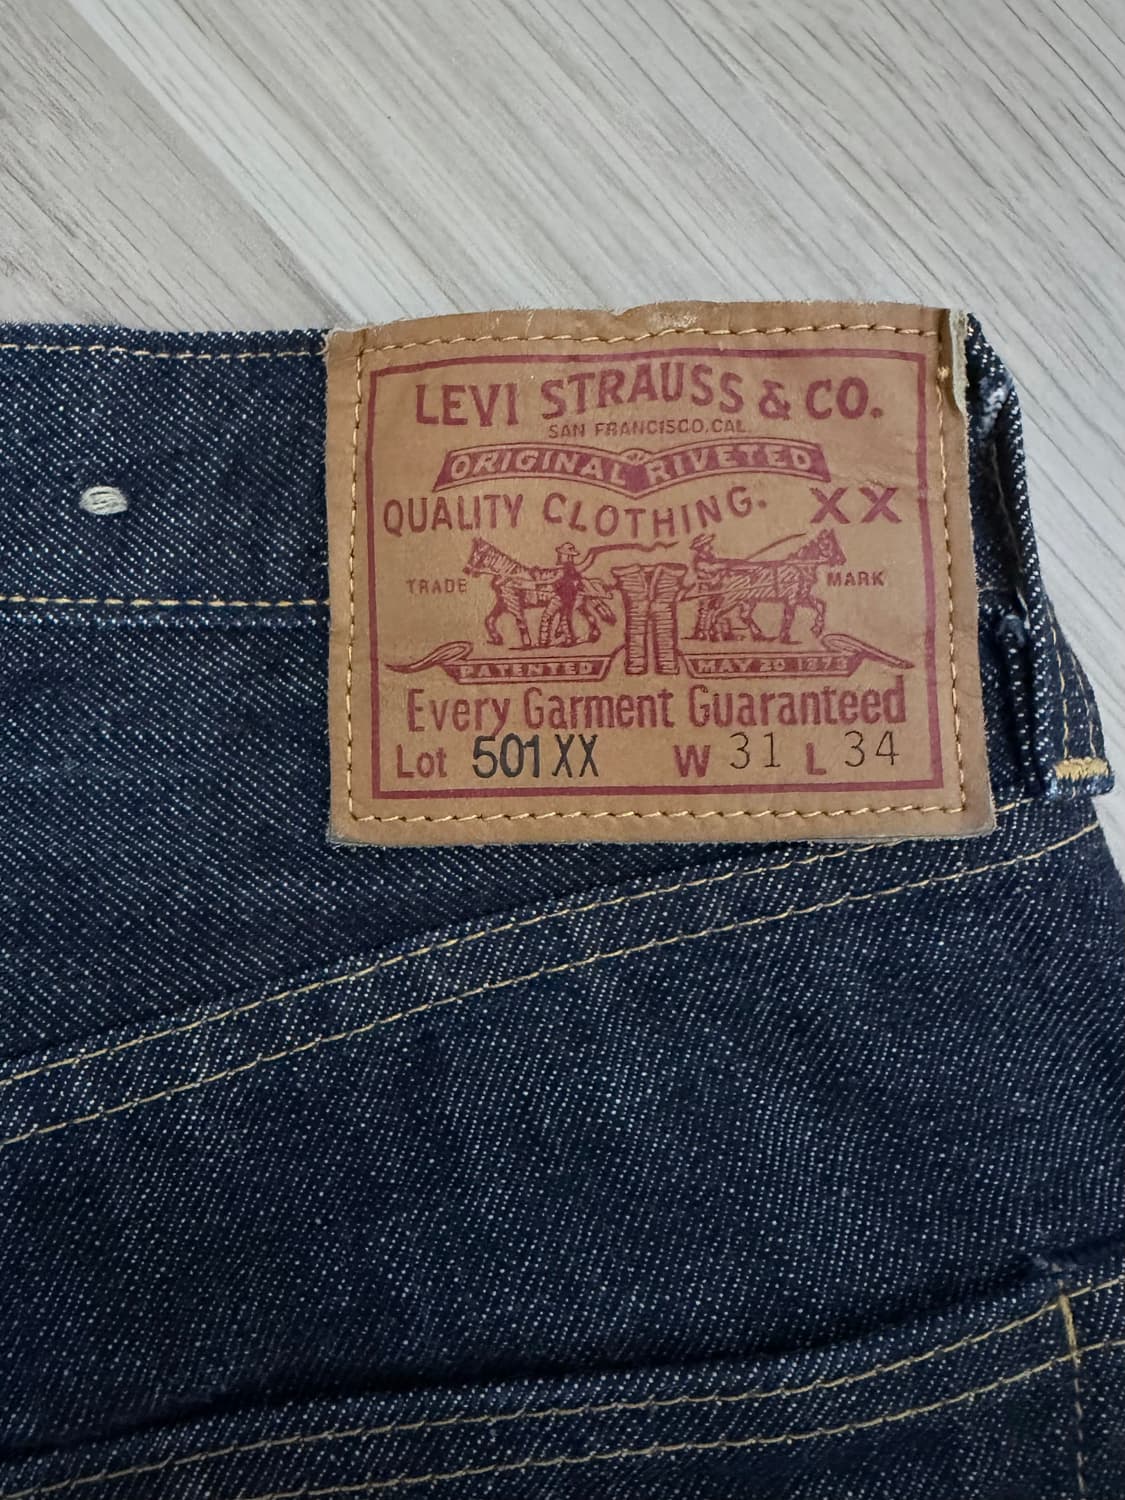 LEVI STRAUSS & CO.
SAN FRANCISCO, CAL.
ORIGINAL RIVETED
QUALITY CLOTHING. XX
TRADE MARK
PATENTED MAY 20 1873
Every Garment Guaranteed
Lot 501XX W 31 L 34